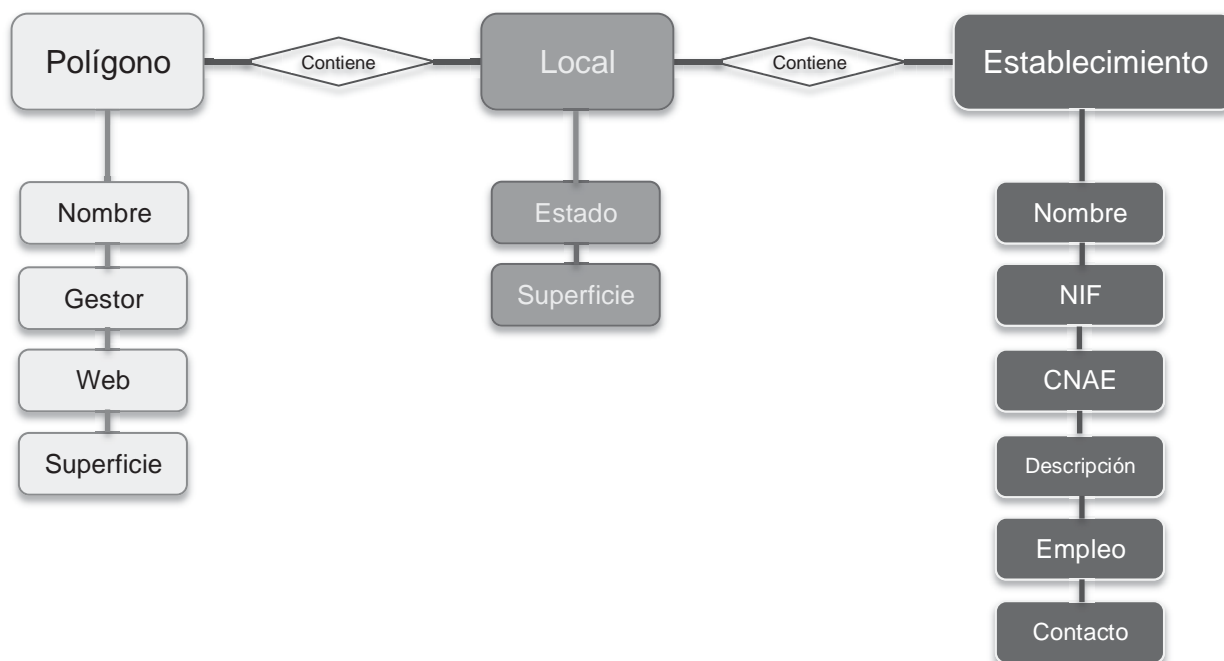 Polígono
Contiene
Local
Contiene
Establecimiento
Nombre
Gestor
Web
Superficie
Estado
Superficie
Nombre
NIF
CNAE
Descripción
Empleo
Contacto